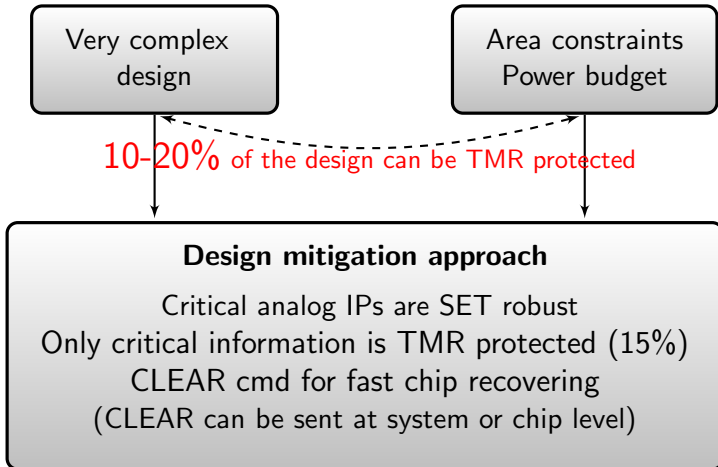 Very complex
design
Area constraints
Power budget
10-20% of the design can be TMR protected
Design mitigation approach
Critical analog IPs are SET robust
Only critical information is TMR protected (15%)
CLEAR cmd for fast chip recovering
(CLEAR can be sent at system or chip level)